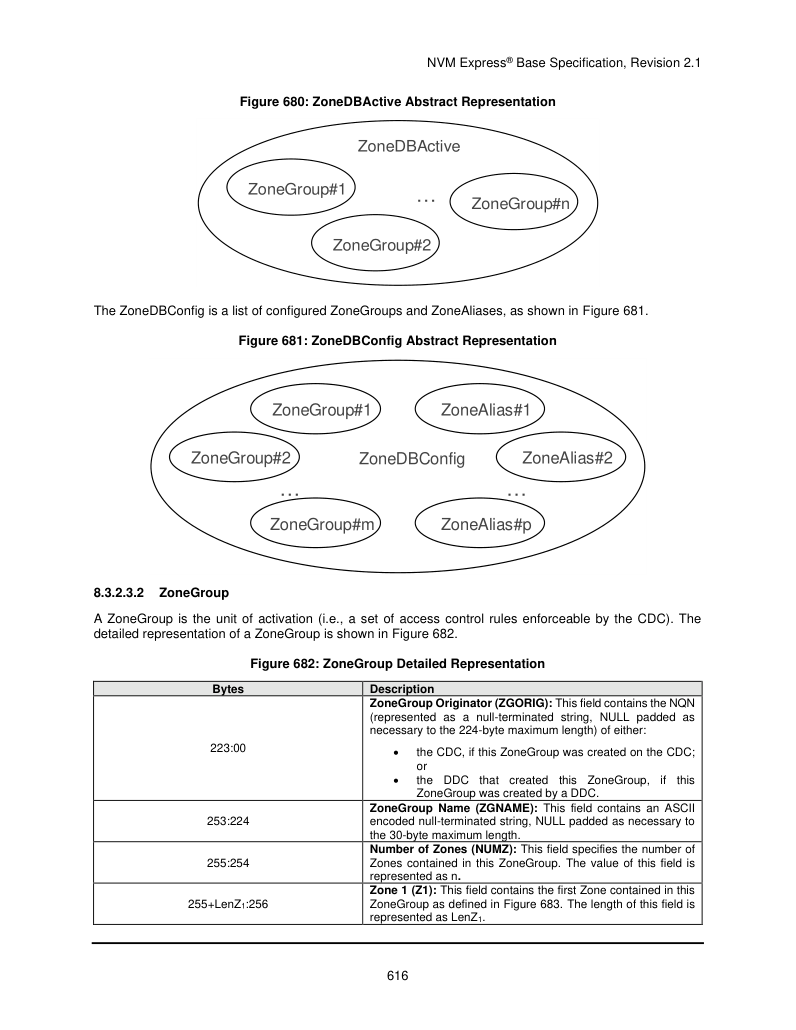 NVM Express® Base Specification, Revision 2.1
Figure 680: ZoneDBActive Abstract Representation
ZoneDBActive
ZoneGroup#1
...
ZoneGroup#n
ZoneGroup#2
The ZoneDBConfig is a list of configured ZoneGroups and ZoneAliases, as shown in Figure 681.
Figure 681: ZoneDBConfig Abstract Representation
ZoneGroup#1
ZoneAlias#1
ZoneGroup#2
ZoneDBConfig
ZoneAlias#2
...
...
ZoneGroup#m
ZoneAlias#p
8.3.2.3.2 ZoneGroup
A ZoneGroup is the unit of activation (i.e., a set of access control rules enforceable by the CDC). The
detailed representation of a ZoneGroup is shown in Figure 682.
Figure 682: ZoneGroup Detailed Representation
Bytes
Description
223:00
ZoneGroup Originator (ZGORIG): This field contains the NQN
(represented as a null-terminated string, NULL padded as
necessary to the 224-byte maximum length) of either:
• the CDC, if this ZoneGroup was created on the CDC;
or
• the DDC that created this ZoneGroup, if this
ZoneGroup was created by a DDC.
253:224
ZoneGroup Name (ZGNAME): This field contains an ASCII
encoded null-terminated string, NULL padded as necessary to
the 30-byte maximum length.
255:254
Number of Zones (NUMZ): This field specifies the number of
Zones contained in this ZoneGroup. The value of this field is
represented as n.
255+LenZ₁:256
Zone 1 (Z1): This field contains the first Zone contained in this
ZoneGroup as defined in Figure 683. The length of this field is
represented as LenZ₁.
616